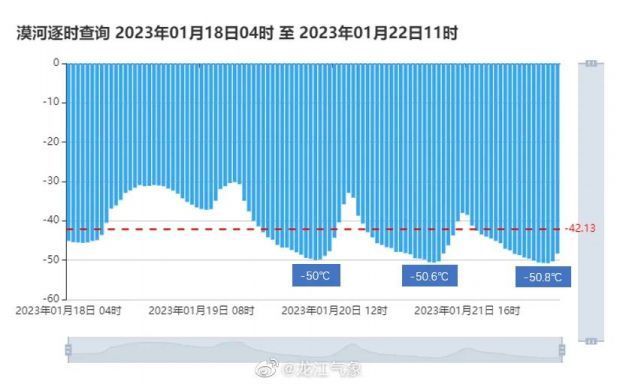 漠河逐时查询 2023年01月18日04时 至 2023年01月22日11时
0
-10
-20
-30
-40
-42.13
-50
-50℃
-50.6℃
-50.8℃
-60
2023年01月18日 04时
2023年01月19日 08时
2023年01月20日 12时
2023年01月21日 16时
@龙江气象